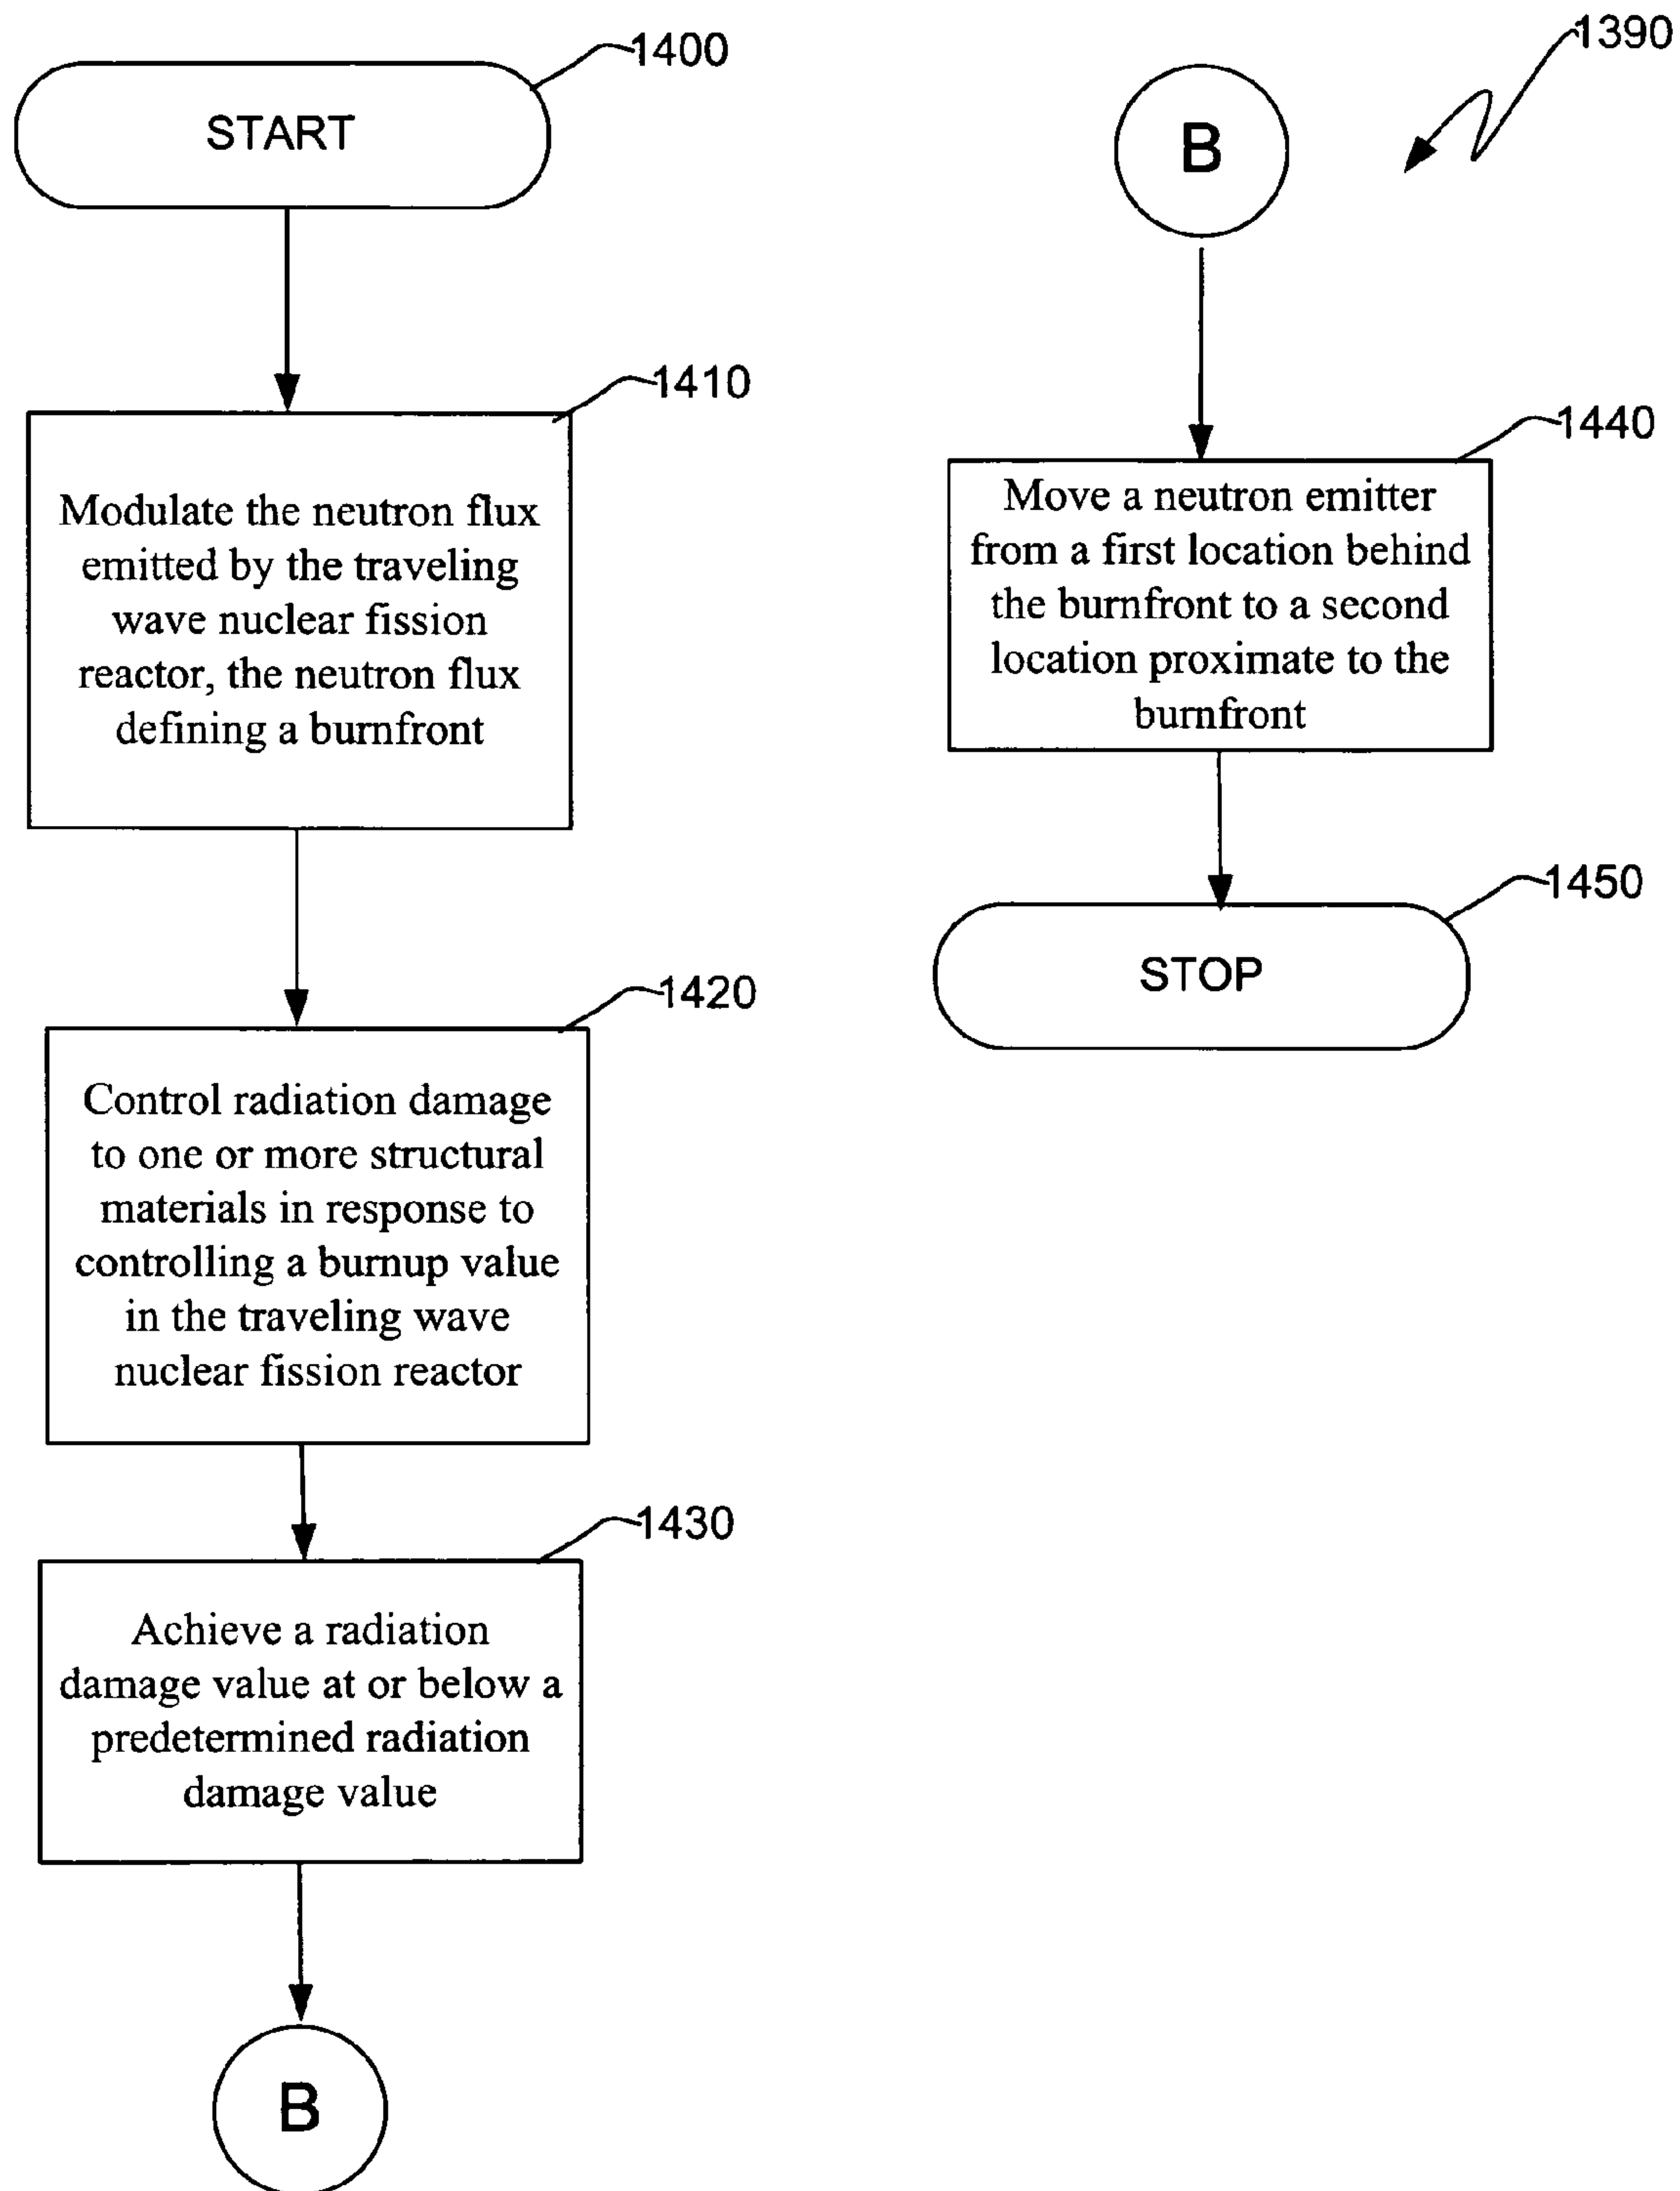 1400
START
1410
Modulate the neutron flux
emitted by the traveling
wave nuclear fission
reactor, the neutron flux
defining a burnfront
1420
Control radiation damage
to one or more structural
materials in response to
controlling a burnup value
in the traveling wave
nuclear fission reactor
1430
Achieve a radiation
damage value at or below a
predetermined radiation
damage value
B
1390
B
1440
Move a neutron emitter
from a first location behind
the burnfront to a second
location proximate to the
burnfront
1450
STOP